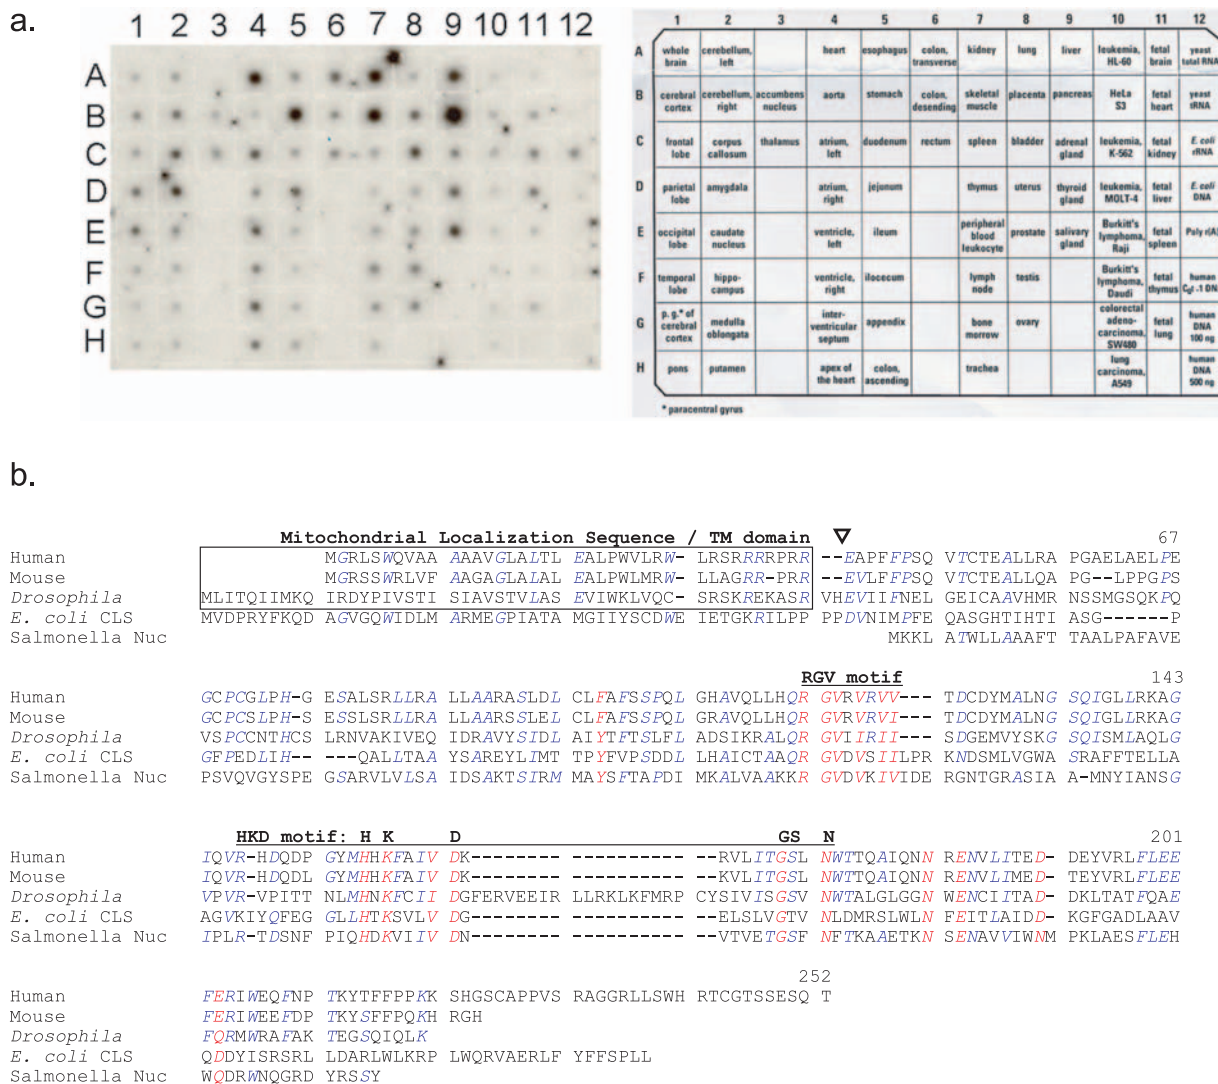 a.
1 2 3 4 5 6 7 8 9 10 11 12
A
B
C
D
E
F
G
H
1 2 3 4 5 6 7 8 9 10 11 12
A whole brain | cerebellum, left | heart | esophagus | colon, transverse | kidney | lung | liver | leukemia, HL-60 | fetal brain | yeast total RNA
B cerebral cortex | cerebellum, right | accumbens nucleus | aorta | stomach | colon, desending | skeletal muscle | placenta | pancreas | HeLa S3 | fetal heart | yeast tRNA
C frontal lobe | corpus callosum | thalamus | atrium, left | duodenum | rectum | spleen | bladder | adrenal gland | leukemia, K-562 | fetal kidney | E. coli rRNA
D parietal lobe | amygdala | atrium, right | jejunum | thymus | uterus | thyroid gland | leukemia, MOLT-4 | fetal liver | E. coli DNA
E occipital lobe | caudate nucleus | ventricle, left | ileum | peripheral blood leukocyte | prostate | salivary gland | Burkitt's lymphoma, Raji | fetal spleen | Poly r(A)
F temporal lobe | hippo-campus | ventricle, right | ilocecum | lymph node | testis | Burkitt's lymphoma, Daudi | fetal thymus | human C₀t -1 DNA
G p. g.* of cerebral cortex | medulla oblongata | inter-ventricular septum | appendix | bone morrow | ovary | colorectal adeno-carcinoma, SW480 | fetal lung | human DNA 100 ng
H pons | putamen | apex of the heart | colon, ascending | trachea | lung carcinoma, A549 | human DNA 500 ng
* paracentral gyrus
b.
Mitochondrial Localization Sequence / TM domain
67
Human MGRLSWQVAA AAAVGLALTL EALPWVLRW- LRSRRRRPRR --EAPFFPSQ VTCTEALLRA PGAELAELPE
Mouse MGRSSWRLVF AAGAGLALAL EALPWLMRW- LLAGRR-PRR --EVLFFPSQ VTCTEALLQA PG--LPPGPS
Drosophila MLITQIIMKQ IRDYPIVSTI SIAVSTVLAS EVIWKLVQC- SRSKREKASR VHEVIIFNEL GEICAAVHMR NSSMGSQKPQ
E. coli CLS MVDPRYFKQD AGVGQWIDLM ARMEGPIATA MGIIYSCDWE IETGKRILPP PPDVNIMPFE QASGHTIHTI ASG------P
Salmonella Nuc MKKL ATWLLAAAFT TAALPAFAVE
RGV motif 143
Human GCPCGLPH-G ESALSRLLRA LLAARASLDL CLFAFSSPQL GHAVQLLHQR GVRVRVV--- TDCDYMALNG SQIGLLRKAG
Mouse GCPCSLPH-S ESSLSRLLRA LLAARSSLEL CLFAFSSPQL GRAVQLLHQR GVRVRVI--- TDCDYMALNG SQIGLLRKAG
Drosophila VSPCCNTHCS LRNVAKIVEQ IDRAVYSIDL AIYTFTSLFL ADSIKRALQR GVIIRII--- SDGEMVYSKG SQISMLAQLG
E. coli CLS GFPEDLIH-- ---QALLTAA YSAREYLIMT TPYFVPSDDL LHAICTAAQR GVDVSIILPR KNDSMLVGWA SRAFFTELLA
Salmonella Nuc PSVQVGYSPE GSARVLVLSA IDSAKTSIRM MAYSFTAPDI MKALVAAKKR GVDVKIVIDE RGNTGRASIA A-MNYIANSG
HKD motif: H K D GS N 201
Human IQVR-HDQDP GYMHHKFAIV DK-------- ---------- --RVLITGSL NWTTQAIQNN RENVLITED- DEYVRLFLEE
Mouse IQVR-HDQDL GYMHHKFAIV DK-------- ---------- --KVLITGSL NWTTQAIQNN RENVLIMED- TEYVRLFLEE
Drosophila VPVRVPITTN LMHNKFCIID GFERVEEIRL LRKLKFMRPC YSIVISGSVN WTALGLGGNW ENCIITAD- DKLTATFQAE
E. coli CLS AGVKIYQFEG GLLHTKSVLV DG-------- ---------- --ELSLVGTV NLDMRSLWLN FEITLAIDD- KGFGADLAAV
Salmonella Nuc IPLR-TDSNF PIQHDKVIIV DN-------- ---------- --VTVETGSF NFTKAAETKN SENAVVIWNM PKLAESFLEH
252
Human FERIWEQFNP TKYTFFPPKK SHGSCAPPVS RAGGRLLSWH RTCGTSSESQ T
Mouse FERIWEEFDP TKYSFFPQKH RGH
Drosophila FQRMWRAFAK TEGSQIQLK
E. coli CLS QDDYISRSRL LDARLWLKRP LWQRVAERLF YFFSPLL
Salmonella Nuc WQDRWNQGRD YRSSY